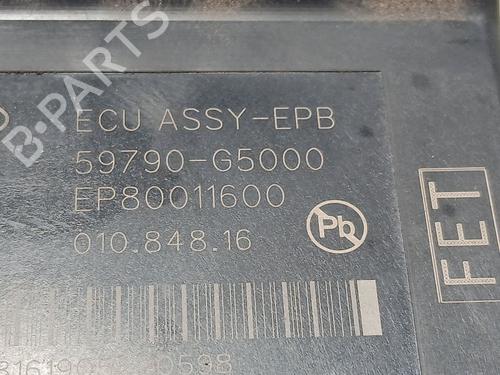 B-PARTS
ECU ASSY-EPB
59790-G5000
EP80011600
010.848.16
Pb
FET